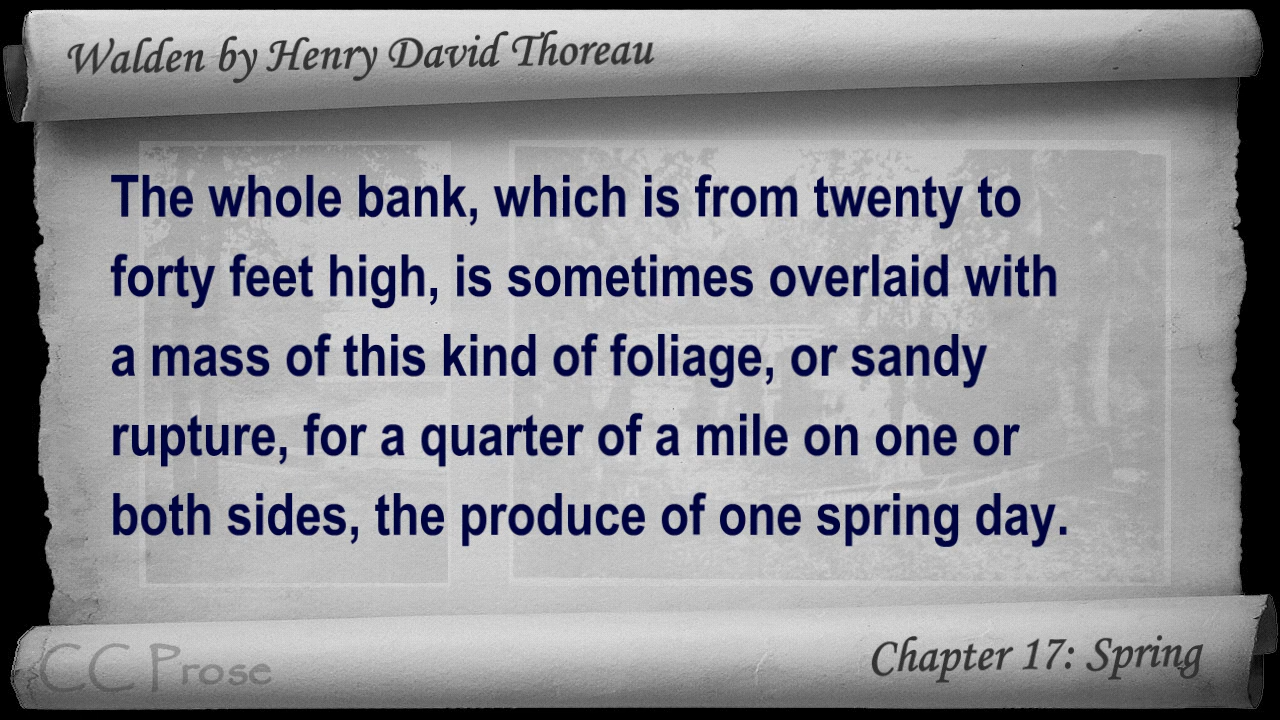 Walden by Henry David Thoreau
The whole bank, which is from twenty to
forty feet high, is sometimes overlaid with
a mass of this kind of foliage, or sandy
rupture, for a quarter of a mile on one or
both sides, the produce of one spring day.
CC Prose
Chapter 17: Spring